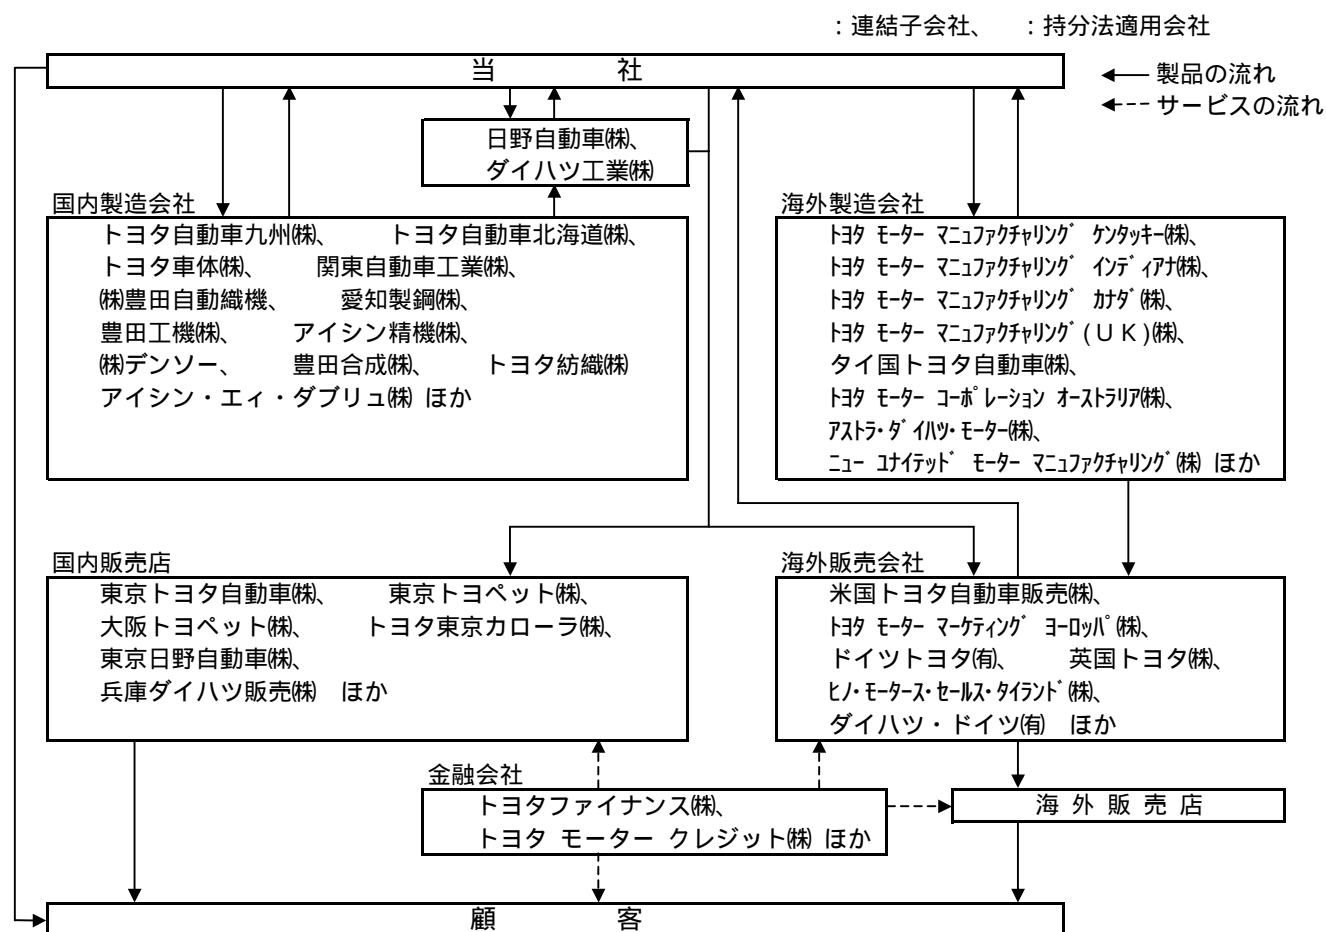 ：連結子会社、　：持分法適用会社
当　社
製品の流れ
サービスの流れ
日野自動車㈱、
ダイハツ工業㈱
国内製造会社
トヨタ自動車九州㈱、　トヨタ自動車北海道㈱、
トヨタ車体㈱、　関東自動車工業㈱、
㈱豊田自動織機、　愛知製鋼㈱、
豊田工機㈱、　アイシン精機㈱、
㈱デンソー、　豊田合成㈱、　トヨタ紡織㈱
アイシン・エィ・ダブリュ㈱ ほか
海外製造会社
ﾄﾖﾀ ﾓｰﾀｰ ﾏﾆｭﾌｧｸﾁｬﾘﾝｸﾞ ｹﾝﾀｯｷｰ㈱、
ﾄﾖﾀ ﾓｰﾀｰ ﾏﾆｭﾌｧｸﾁｬﾘﾝｸﾞ ｲﾝﾃﾞｨｱﾅ㈱、
ﾄﾖﾀ ﾓｰﾀｰ ﾏﾆｭﾌｧｸﾁｬﾘﾝｸﾞ ｶﾅﾀﾞ㈱、
ﾄﾖﾀ ﾓｰﾀｰ ﾏﾆｭﾌｧｸﾁｬﾘﾝｸﾞ(ＵＫ)㈱、
タイ国トヨタ自動車㈱、
ﾄﾖﾀ ﾓｰﾀｰ ｺｰﾎﾟﾚｰｼｮﾝ ｵｰｽﾄﾗﾘｱ㈱、
ｱｽﾄﾗ･ﾀﾞｲﾊﾂ･ﾓｰﾀｰ㈱、
ﾆｭｰ ﾕﾅｲﾃｯﾄﾞ ﾓｰﾀｰ ﾏﾆｭﾌｧｸﾁｬﾘﾝｸﾞ㈱ ほか
国内販売店
東京トヨタ自動車㈱、　東京トヨペット㈱、
大阪トヨペット㈱、　トヨタ東京カローラ㈱、
東京日野自動車㈱、
兵庫ダイハツ販売㈱　ほか
海外販売会社
米国トヨタ自動車販売㈱、
ﾄﾖﾀ ﾓｰﾀｰ ﾏｰｹﾃｨﾝｸﾞ ﾖｰﾛｯﾊﾟ㈱、
ドイツトヨタ㈲、　英国トヨタ㈱、
ﾋﾉ･ﾓｰﾀｰｽ･ｾｰﾙｽ･ﾀｲﾗﾝﾄﾞ㈱、
ダイハツ・ドイツ㈲　ほか
金融会社
トヨタファイナンス㈱、
トヨタ モーター クレジット㈱ ほか
海 外 販 売 店
顧　客